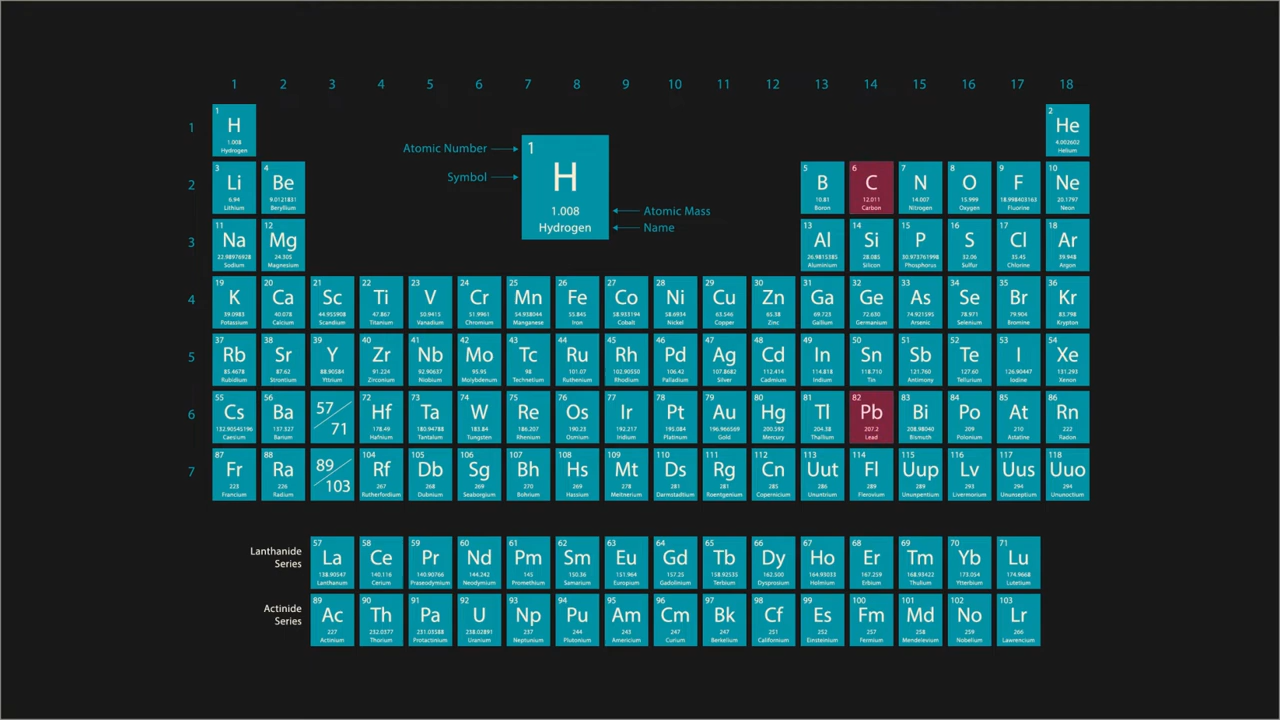 1 2 3 4 5 6 7 8 9 10 11 12 13 14 15 16 17 18
1
1 2
H He
1.008 4.002602
Hydrogen Helium
Atomic Number
1
H
1.008
Hydrogen
Symbol
Atomic Mass
Name
2
3 4 5 6 7 8 9 10
Li Be B C N O F Ne
6.94 9.0121831 10.81 12.011 14.007 15.999 18.998403163 20.1797
Lithium Beryllium Boron Carbon Nitrogen Oxygen Fluorine Neon
3
11 12 13 14 15 16 17 18
Na Mg Al Si P S Cl Ar
22.98976928 24.305 26.9815385 28.085 30.973761998 32.06 35.45 39.948
Sodium Magnesium Aluminium Silicon Phosphorus Sulfur Chlorine Argon
4
19 20 21 22 23 24 25 26 27 28 29 30 31 32 33 34 35 36
K Ca Sc Ti V Cr Mn Fe Co Ni Cu Zn Ga Ge As Se Br Kr
39.0983 40.078 44.955908 47.867 50.9415 51.9961 54.938044 55.845 58.933194 58.6934 63.546 65.38 69.723 72.630 74.921595 78.971 79.904 83.798
Potassium Calcium Scandium Titanium Vanadium Chromium Manganese Iron Cobalt Nickel Copper Zinc Gallium Germanium Arsenic Selenium Bromine Krypton
5
37 38 39 40 41 42 43 44 45 46 47 48 49 50 51 52 53 54
Rb Sr Y Zr Nb Mo Tc Ru Rh Pd Ag Cd In Sn Sb Te I Xe
85.4678 87.62 88.90584 91.224 92.90637 95.95 98 101.07 102.90550 106.42 107.8682 112.414 114.818 118.710 121.760 127.60 126.90447 131.293
Rubidium Strontium Yttrium Zirconium Niobium Molybdenum Technetium Ruthenium Rhodium Palladium Silver Cadmium Indium Tin Antimony Tellurium Iodine Xenon
6
55 56 57/71 72 73 74 75 76 77 78 79 80 81 82 83 84 85 86
Cs Ba Hf Ta W Re Os Ir Pt Au Hg Tl Pb Bi Po At Rn
132.90545196 137.327 178.49 180.94788 183.84 186.207 190.23 192.217 195.084 196.966569 200.592 204.38 207.2 208.98040 209 210 222
Caesium Barium Hafnium Tantalum Tungsten Rhenium Osmium Iridium Platinum Gold Mercury Thallium Lead Bismuth Polonium Astatine Radon
7
87 88 89/103 104 105 106 107 108 109 110 111 112 113 114 115 116 117 118
Fr Ra Rf Db Sg Bh Hs Mt Ds Rg Cn Uut Fl Uup Lv Uus Uuo
223 226 267 268 269 270 269 278 281 281 285 286 289 289 293 294 294
Francium Radium Rutherfordium Dubnium Seaborgium Bohrium Hassium Meitnerium Darmstadtium Roentgenium Copernicium Ununtrium Flerovium Ununpentium Livermorium Ununseptium Ununoctium
Lanthanide
Series
57 58 59 60 61 62 63 64 65 66 67 68 69 70 71
La Ce Pr Nd Pm Sm Eu Gd Tb Dy Ho Er Tm Yb Lu
138.90547 140.116 140.90766 144.242 145 150.36 151.964 157.25 158.92535 162.500 164.93033 167.259 168.93422 173.054 174.9668
Lanthanum Cerium Praseodymium Neodymium Promethium Samarium Europium Gadolinium Terbium Dysprosium Holmium Erbium Thulium Ytterbium Lutetium
Actinide
Series
89 90 91 92 93 94 95 96 97 98 99 100 101 102 103
Ac Th Pa U Np Pu Am Cm Bk Cf Es Fm Md No Lr
227 232.0377 231.03588 238.02891 237 244 243 247 247 251 252 257 258 259 266
Actinium Thorium Protactinium Uranium Neptunium Plutonium Americium Curium Berkelium Californium Einsteinium Fermium Mendelevium Nobelium Lawrencium